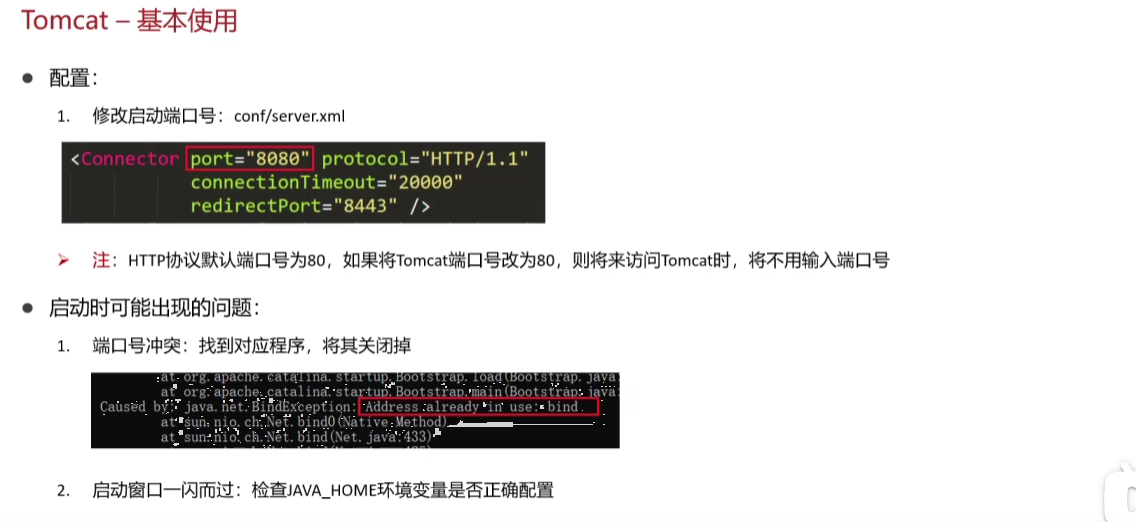 Tomcat – 基本使用
● 配置：
1. 修改启动端口号：conf/server.xml
<Connector port="8080" protocol="HTTP/1.1"
connectionTimeout="20000"
redirectPort="8443" />
➢ 注：HTTP协议默认端口号为80，如果将Tomcat端口号改为80，则将来访问Tomcat时，将不用输入端口号
● 启动时可能出现的问题：
1. 端口号冲突：找到对应程序，将其关闭掉
at org.apache.catalina.startup.Bootstrap.load(Bootstrap.java
at org.apache.catalina.startup.Bootstrap.main(Bootstrap.java
Caused by: java.net.BindException: Address already in use: bind
at sun.nio.ch.Net.bind0(Native Method)
at sun.nio.ch.Net.bind(Net.java:433)
2. 启动窗口一闪而过：检查JAVA_HOME环境变量是否正确配置